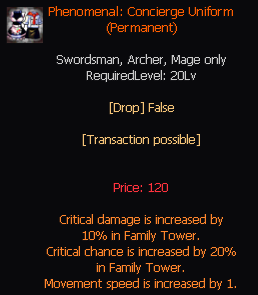 Phenomenal: Concierge Uniform
(Permanent)
Swordsman, Archer, Mage only
RequiredLevel: 20Lv
[Drop] False
[Transaction possible]
Price: 120
Critical damage is increased by
10% in Family Tower.
Critical chance is increased by 20%
in Family Tower.
Movement speed is increased by 1.